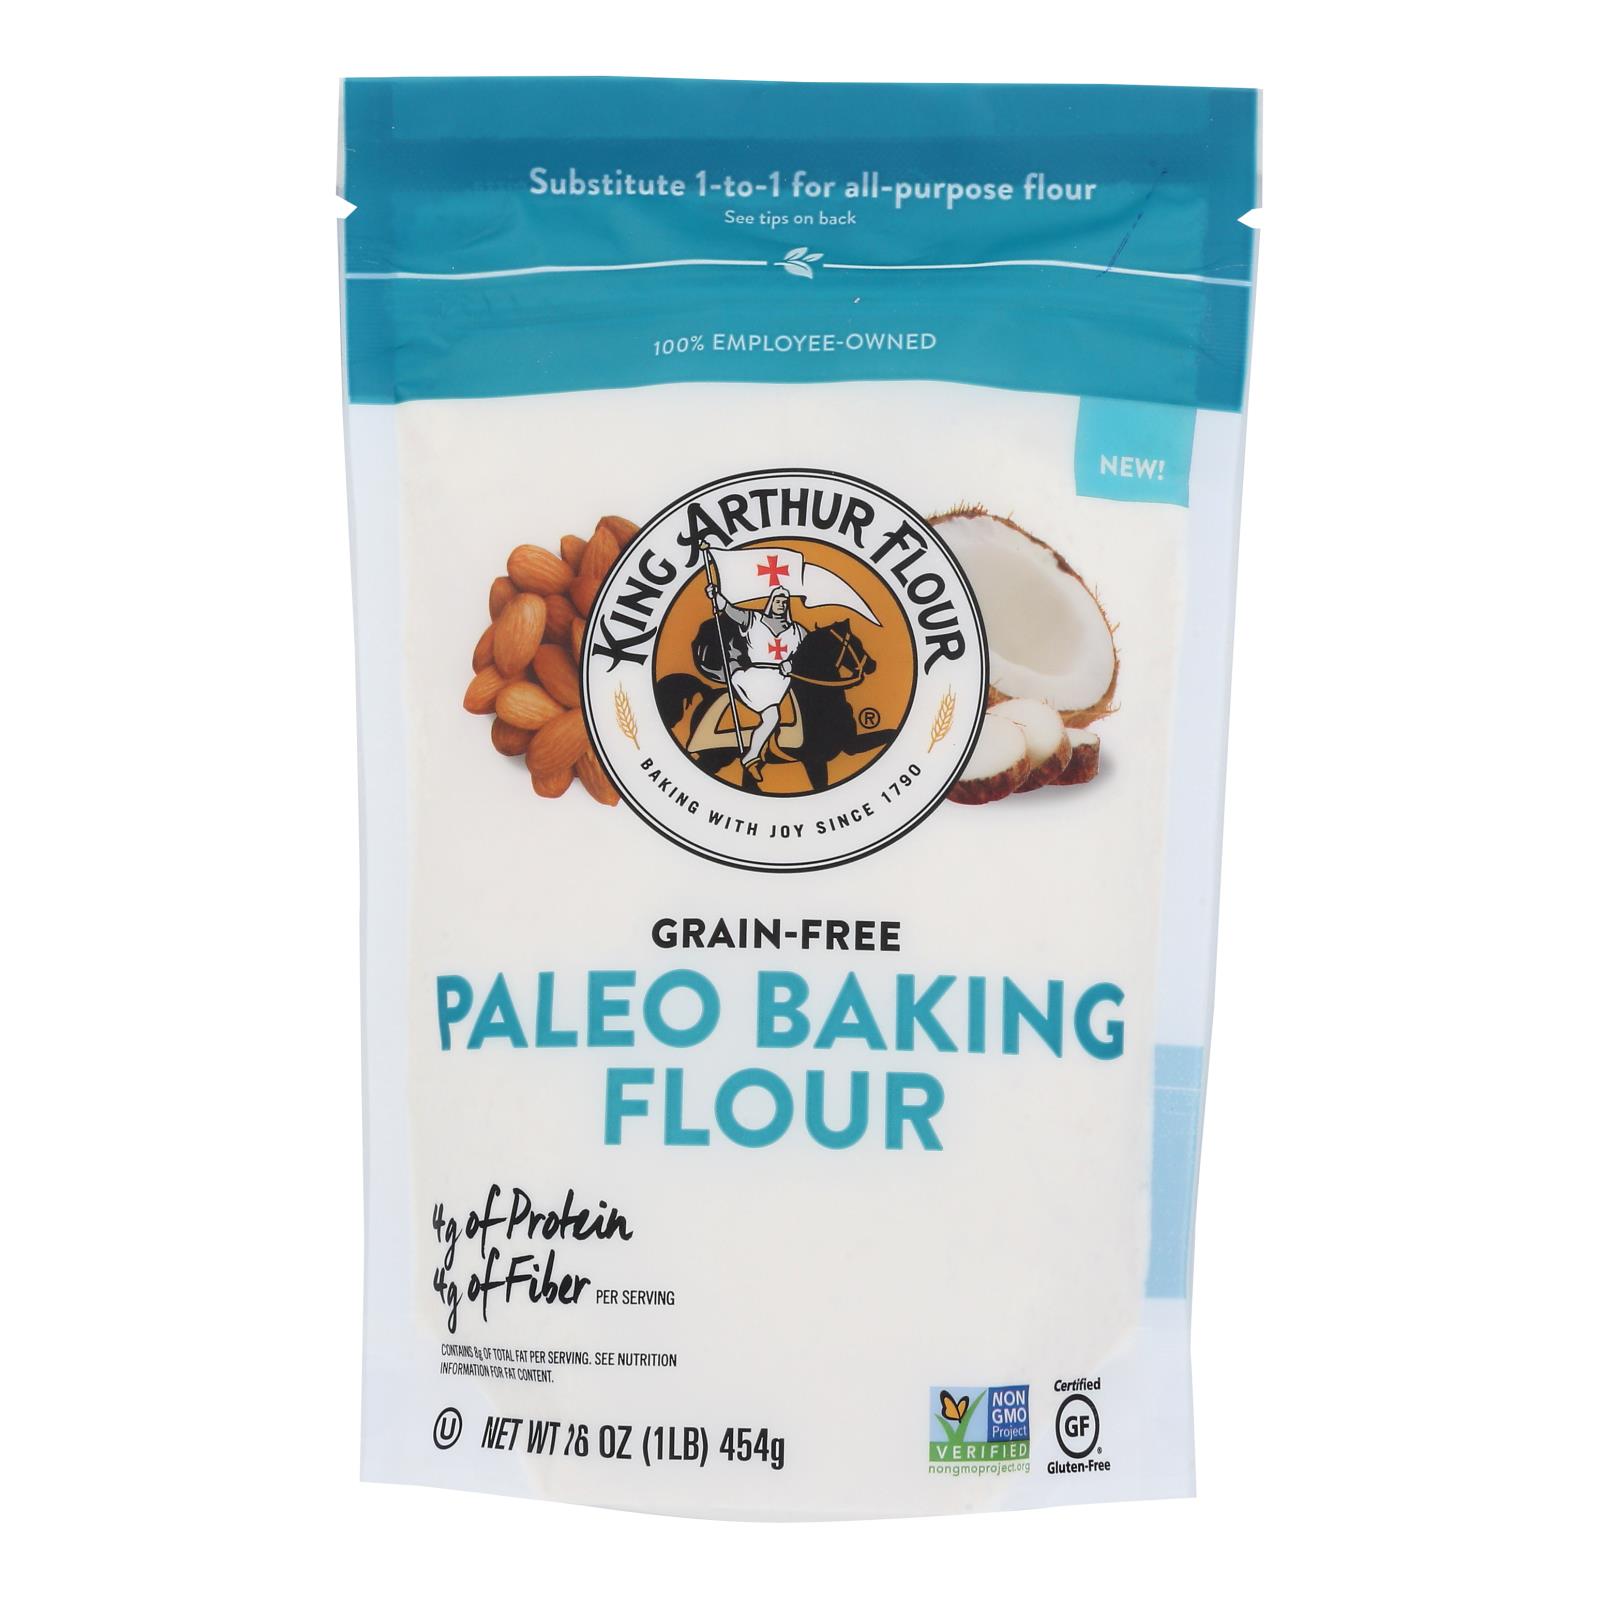 Substitute 1-to-1 for all-purpose flour
See tips on back
100% EMPLOYEE-OWNED
NEW!
KING ARTHUR FLOUR
®
BAKING WITH JOY SINCE 1790
GRAIN-FREE
PALEO BAKING
FLOUR
4g of Protein
4g of Fiber PER SERVING
CONTAINS 8g OF TOTAL FAT PER SERVING. SEE NUTRITION
INFORMATION FOR FAT CONTENT.
U NET WT 16 OZ (1LB) 454g
NON
GMO
Project
VERIFIED
nongmoproject.org
Certified
GF
®
Gluten-Free